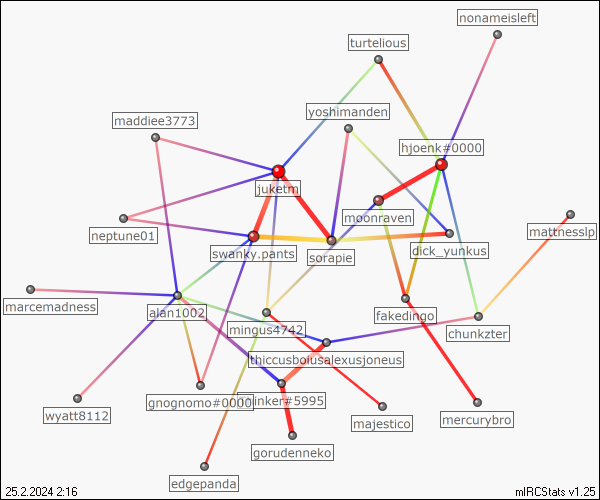 nonameisleft
turtelious
yoshimanden
maddiee3773
hjoenk#0000
juketm
moonraven
neptune01
mattnesslp
swanky.pants
sorapie
dick_yunkus
marcemadness
alan1002
mingus4742
fakedingo
chunkzter
thiccusboiusalexusjoneus
gnognomo#0000
inker#5995
wyatt8112
majestico
mercurybro
gorudenneko
edgepanda
25.2.2024 2:16
mIRCStats v1.25